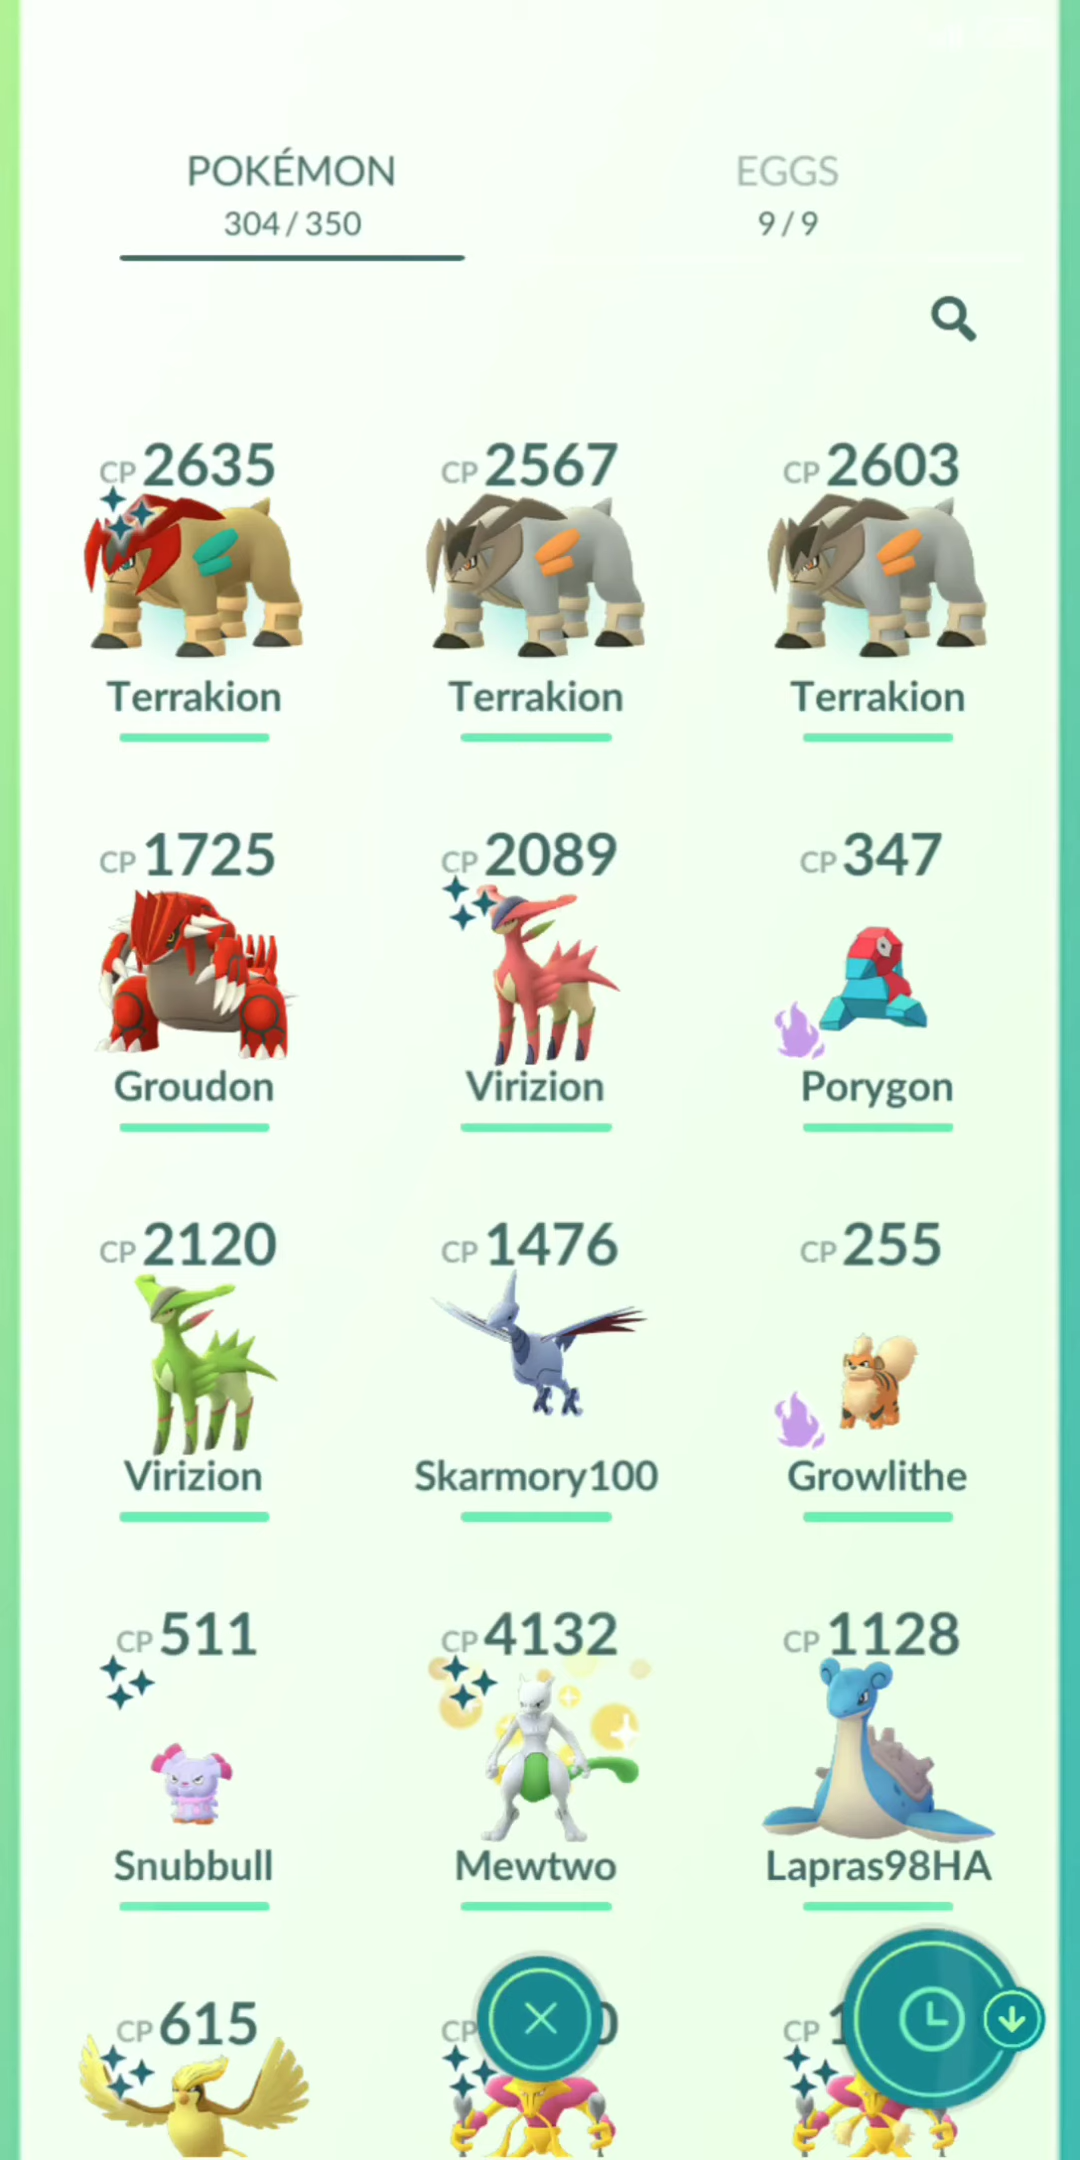 POKÉMON
EGGS
304 / 350
9 / 9
CP 2635
CP 2567
CP 2603
Terrakion
Terrakion
Terrakion
CP 1725
CP 2089
CP 347
Groudon
Virizion
Porygon
CP 2120
CP 1476
CP 255
Virizion
Skarmory100
Growlithe
CP 511
CP 4132
CP 1128
Snubbull
Mewtwo
Lapras98HA
CP 615
CP
CP